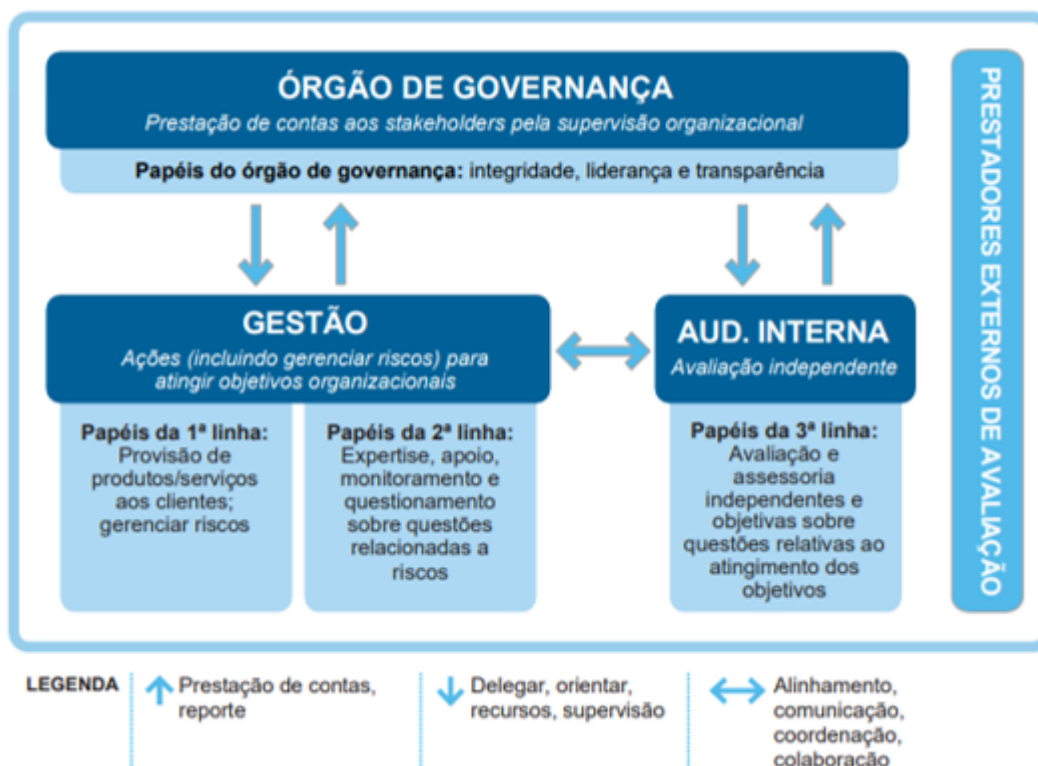 ÓRGÃO DE GOVERNANÇA
Prestação de contas aos stakeholders pela supervisão organizacional
Papéis do órgão de governança: integridade, liderança e transparência
GESTÃO
Ações (incluindo gerenciar riscos) para
atingir objetivos organizacionais
Papéis da 1ª linha:
Provisão de
produtos/serviços
aos clientes;
gerenciar riscos
Papéis da 2ª linha:
Expertise, apoio,
monitoramento e
questionamento
sobre questões
relacionadas a
riscos
AUD. INTERNA
Avaliação independente
Papéis da 3ª linha:
Avaliação e
assessoria
independentes e
objetivas sobre
questões relativas ao
atingimento dos
objetivos
PRESTADORES EXTERNOS DE AVALIAÇÃO
LEGENDA
Prestação de contas,
reporte
Delegar, orientar,
recursos, supervisão
Alinhamento,
comunicação,
coordenação,
colaboração